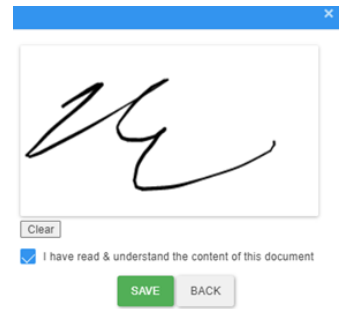 ×
Clear
I have read & understand the content of this document
SAVE BACK